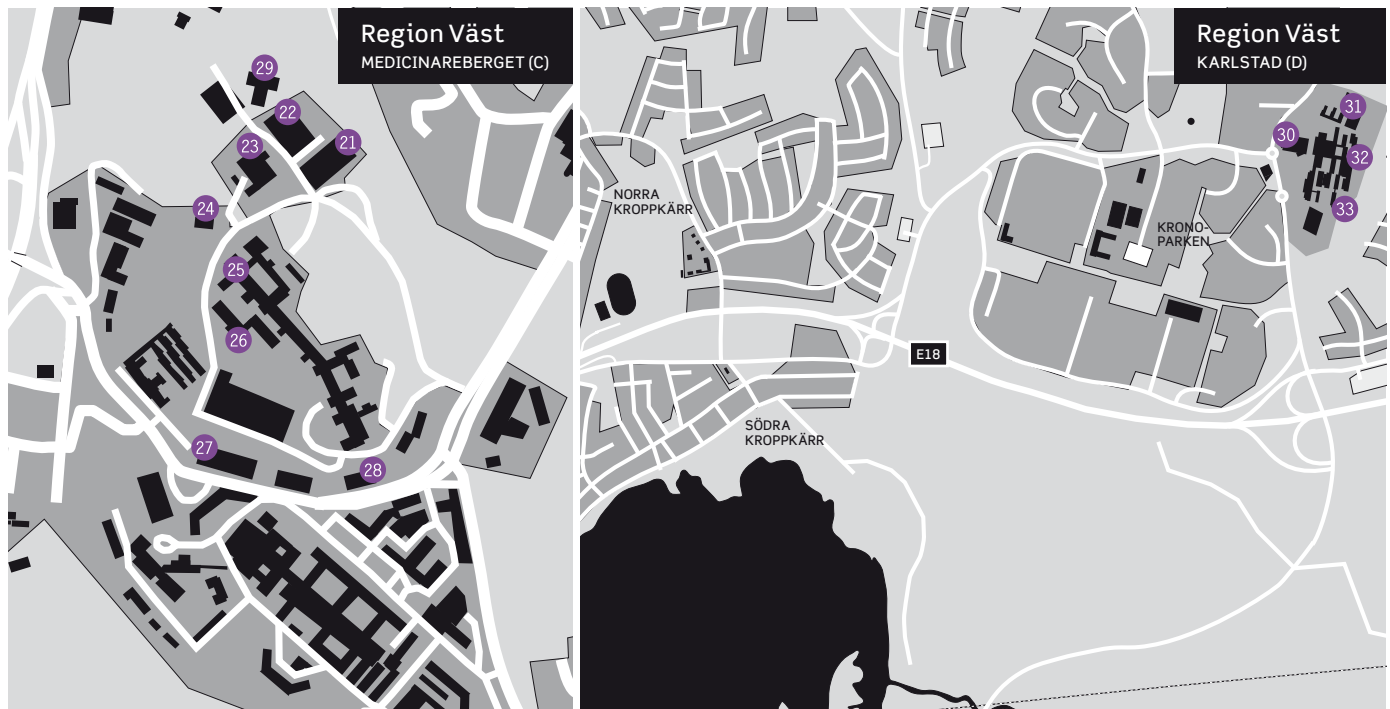 Region Väst
MEDICINAREBERGET (C)
29
22
21
23
24
25
26
27
28
Region Väst
KARLSTAD (D)
31
30
32
33
NORRA
KROPPKÄRR
KRONO-
PARKEN
E18
SÖDRA
KROPPKÄRR